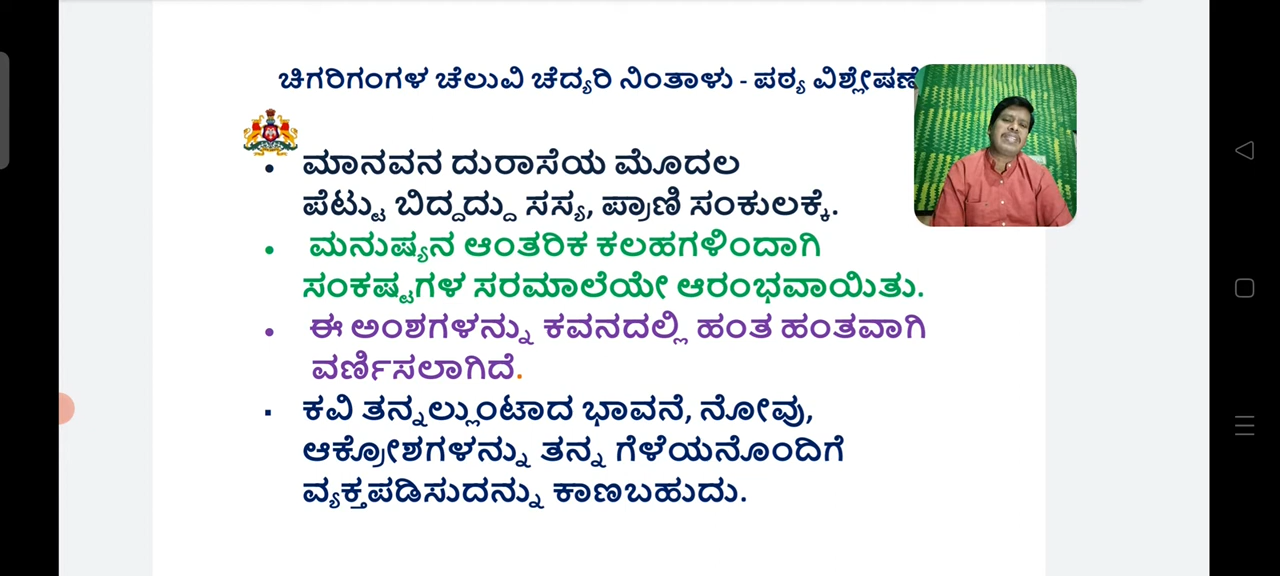 ಚಿಗರಿಗಂಗಳ ಚೆಲುವಿ ಚೆದ್ಯರಿ ನಿಂತಾಳು - ಪಠ್ಯ ವಿಶ್ಲೇಷಣೆ
• ಮಾನವನ ದುರಾಸೆಯ ಮೊದಲ
ಪೆಟ್ಟು ಬಿದ್ದದ್ದು ಸಸ್ಯ, ಪ್ರಾಣಿ ಸಂಕುಲಕ್ಕೆ.
• ಮನುಷ್ಯನ ಆಂತರಿಕ ಕಲಹಗಳಿಂದಾಗಿ
ಸಂಕಷ್ಟಗಳ ಸರಮಾಲೆಯೇ ಆರಂಭವಾಯಿತು.
• ಈ ಅಂಶಗಳನ್ನು ಕವನದಲ್ಲಿ ಹಂತ ಹಂತವಾಗಿ
ವರ್ಣಿಸಲಾಗಿದೆ.
▪ ಕವಿ ತನ್ನಲ್ಲುಂಟಾದ ಭಾವನೆ, ನೋವು,
ಆಕ್ರೋಶಗಳನ್ನು ತನ್ನ ಗೆಳೆಯನೊಂದಿಗೆ
ವ್ಯಕ್ತಪಡಿಸುದನ್ನು ಕಾಣಬಹುದು.